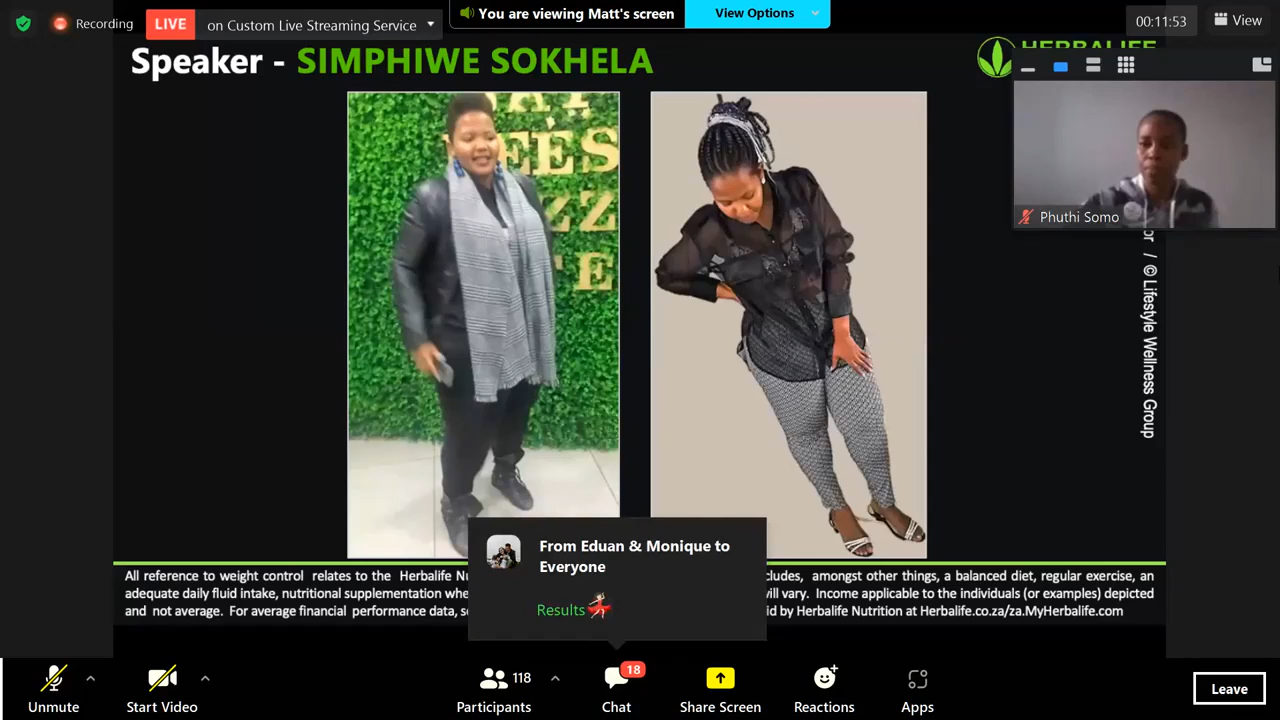 Recording
LIVE
on Custom Live Streaming Service
You are viewing Matt's screen
View Options
00:11:53
View
Speaker - SIMPHIWE SOKHELA
HERBALIFE
EES
ZZ
E
Phuthi Somo
or / © Lifestyle Wellness Group
From Eduan & Monique to
Everyone
Results
All reference to weight control relates to the Herbalife Nu cludes, amongst other things, a balanced diet, regular exercise, an
adequate daily fluid intake, nutritional supplementation whe will vary. Income applicable to the individuals (or examples) depicted
and not average. For average financial performance data, s id by Herbalife Nutrition at Herbalife.co.za/za.MyHerbalife.com
Unmute
Start Video
118
Participants
18
Chat
Share Screen
Reactions
Apps
Leave